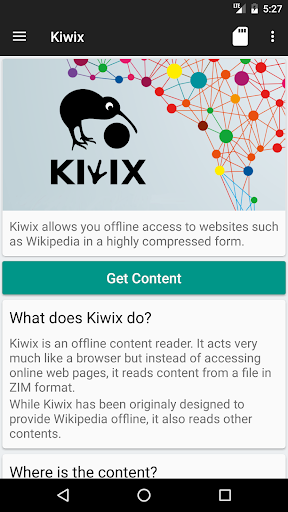 LTE 5:27
Kiwix
KIWIX
Kiwix allows you offline access to websites such
as Wikipedia in a highly compressed form.
Get Content
What does Kiwix do?
Kiwix is an offline content reader. It acts very
much like a browser but instead of accessing
online web pages, it reads content from a file in
ZIM format.
While Kiwix has been originaly designed to
provide Wikipedia offline, it also reads other
contents.
Where is the content?